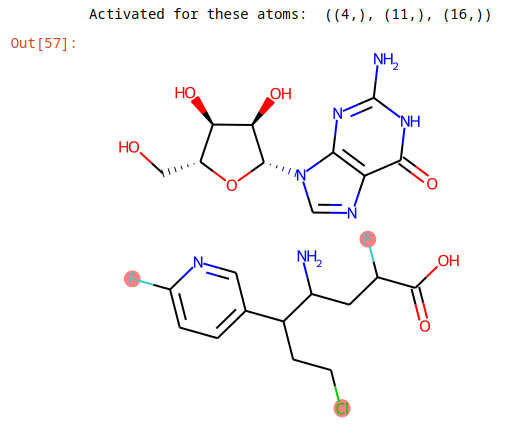 Activated for these atoms:  ((4,), (11,), (16,))
Out[57]:
NH2
HO
OH
N
NH
HO
N
O
O
N
F
NH2
OH
N
F
O
Cl